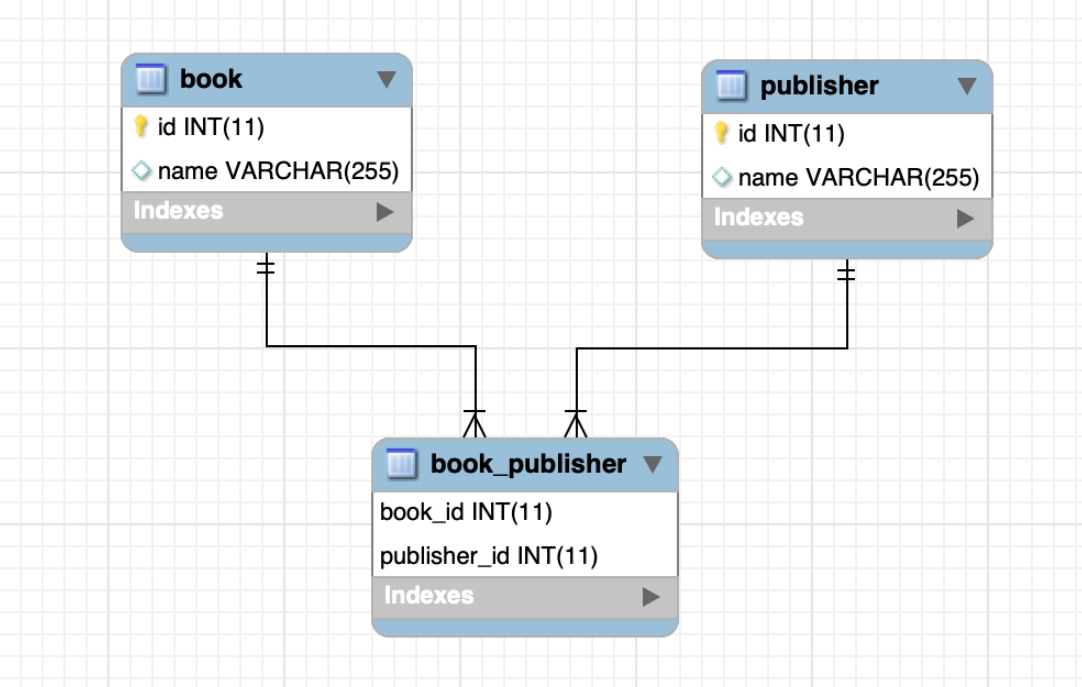 book
id INT(11)
name VARCHAR(255)
Indexes
publisher
id INT(11)
name VARCHAR(255)
Indexes
book_publisher
book_id INT(11)
publisher_id INT(11)
Indexes